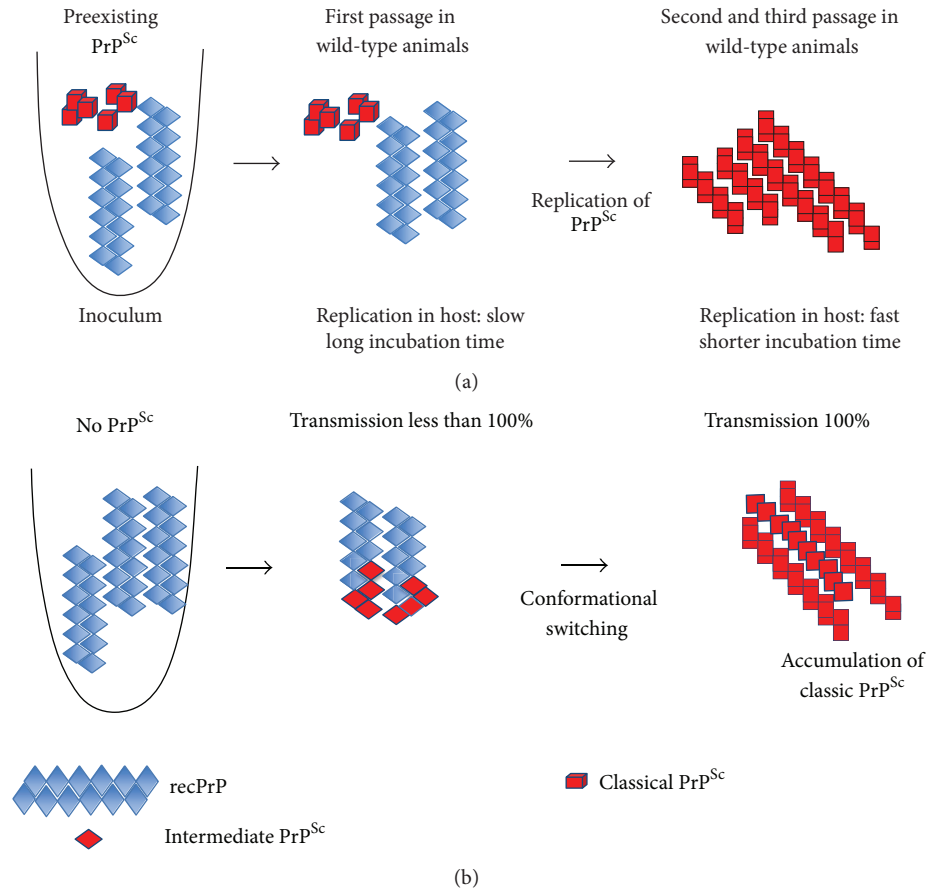 Preexisting
PrP^Sc
First passage in
wild-type animals
Second and third passage in
wild-type animals
Replication of
PrP^Sc
Inoculum
Replication in host: slow
long incubation time
Replication in host: fast
shorter incubation time
(a)
No PrP^Sc
Transmission less than 100%
Transmission 100%
Conformational
switching
Accumulation of
classic PrP^Sc
recPrP
Classical PrP^Sc
Intermediate PrP^Sc
(b)